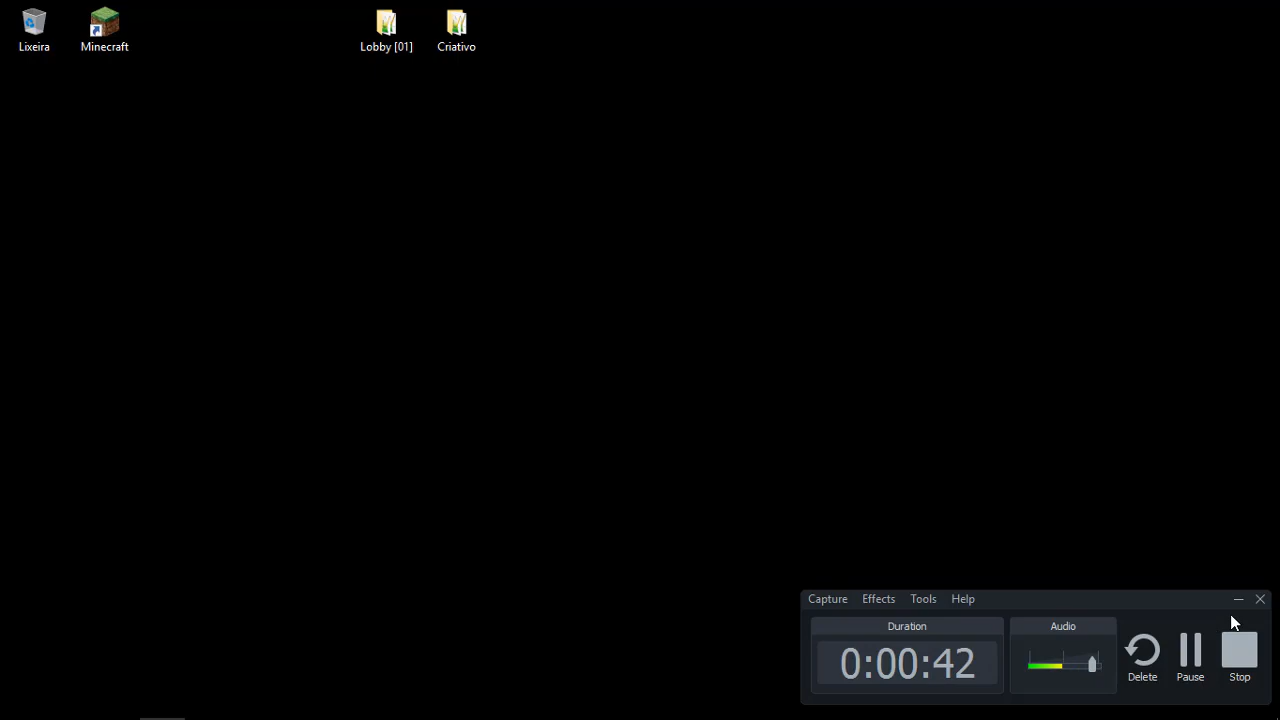 Lixeira
Minecraft
Lobby [01]
Criativo
Capture Effects Tools Help
Duration
Audio
0:00:42
Delete
Pause
Stop